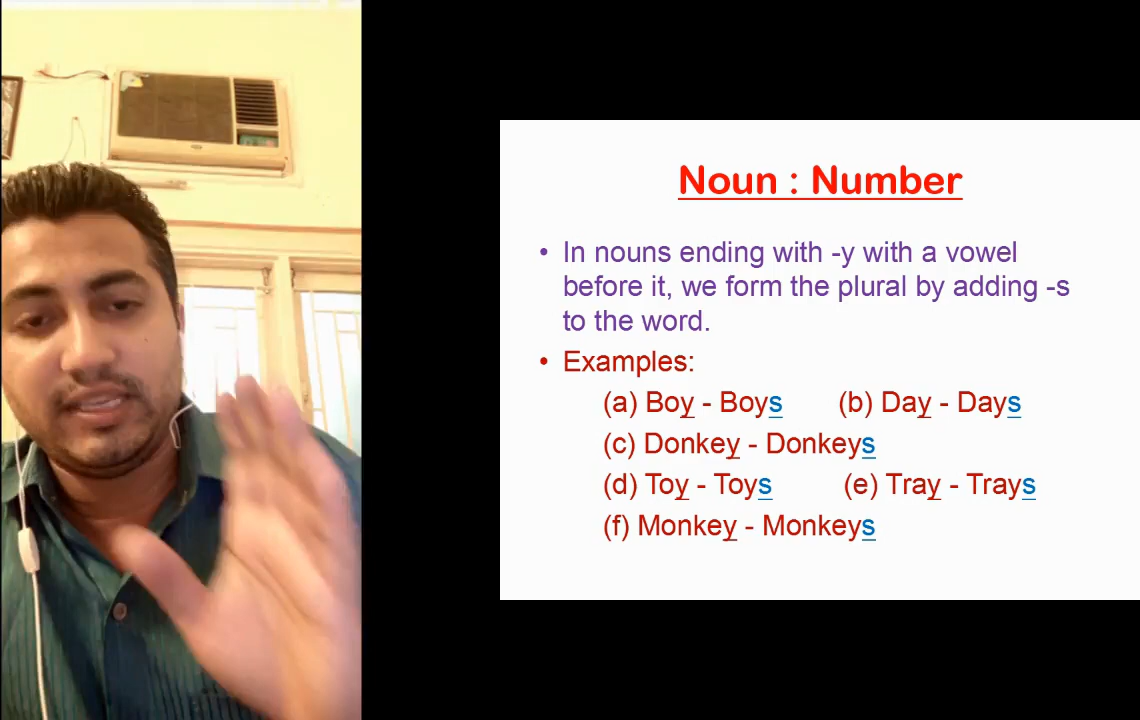 Noun : Number
• In nouns ending with -y with a vowel
before it, we form the plural by adding -s
to the word.
• Examples:
(a) Boy - Boys (b) Day - Days
(c) Donkey - Donkeys
(d) Toy - Toys (e) Tray - Trays
(f) Monkey - Monkeys